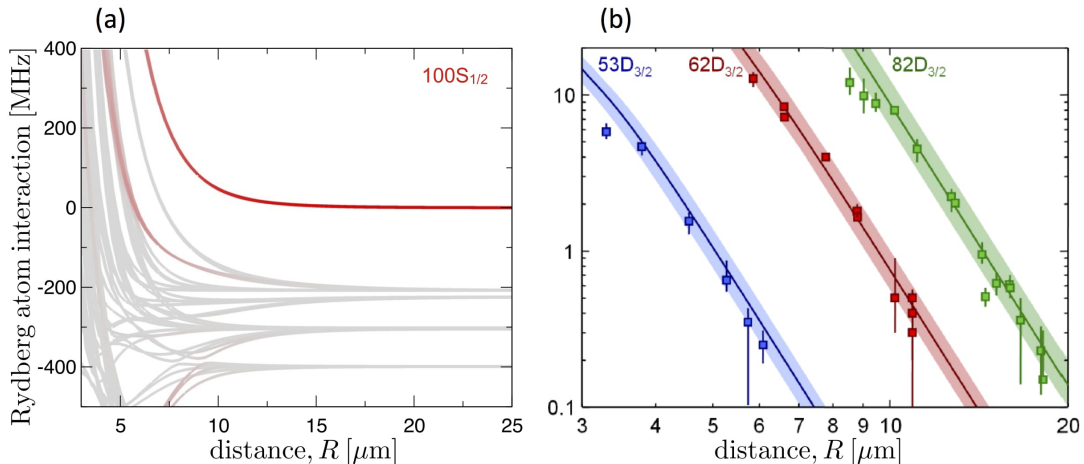 (a)
(b)
Rydberg atom interaction [MHz]
400
200
0
-200
-400
100S1/2
5
10
15
20
25
distance, R [μm]
53D3/2
62D3/2
82D3/2
10
1
0.1
3
4
5
6
7
8
9
10
20
distance, R [μm]